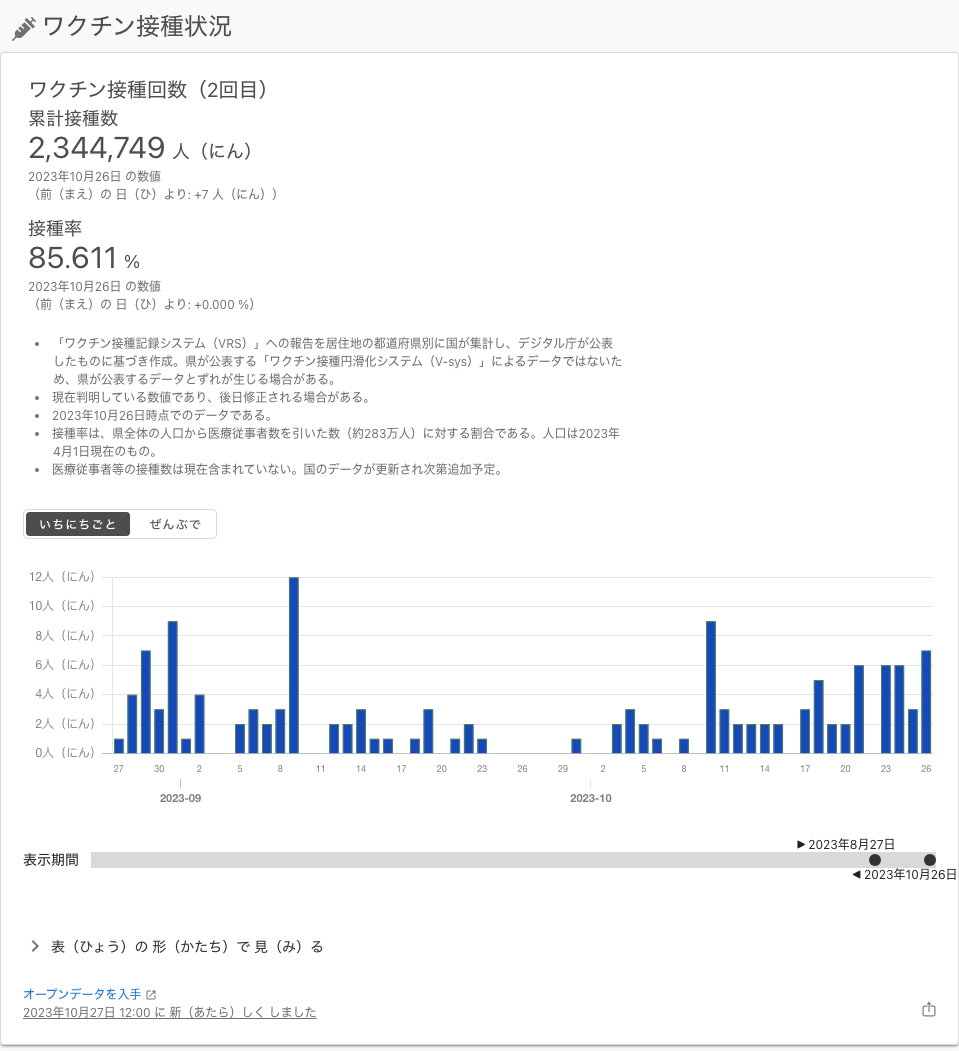 ワクチン接種状況
ワクチン接種回数（2回目）
累計接種数
2,344,749 人（にん）
2023年10月26日 の数値
（前（まえ）の 日（ひ）より: +7 人（にん））
接種率
85.611 %
2023年10月26日 の数値
（前（まえ）の 日（ひ）より: +0.000 %）
• 「ワクチン接種記録システム（VRS）」への報告を居住地の都道府県別に国が集計し、デジタル庁が公表
したものに基づき作成。県が公表する「ワクチン接種円滑化システム（V-sys）」によるデータではないた
め、県が公表するデータとずれが生じる場合がある。
• 現在判明している数値であり、後日修正される場合がある。
• 2023年10月26日時点でのデータである。
• 接種率は、県全体の人口から医療従事者数を引いた数（約283万人）に対する割合である。人口は2023年
4月1日現在のもの。
• 医療従事者等の接種数は現在含まれていない。国のデータが更新され次第追加予定。
いちにちごと ぜんぶで
12人（にん）
10人（にん）
8人（にん）
6人（にん）
4人（にん）
2人（にん）
0人（にん）
27 30 2 5 8 11 14 17 20 23 26 29 2 5 8 11 14 17 20 23 26
2023-09 2023-10
▶ 2023年8月27日
表示期間
◀ 2023年10月26日
表（ひょう）の 形（かたち）で 見（み）る
オープンデータを入手
2023年10月27日 12:00 に 新（あたら）しく しました